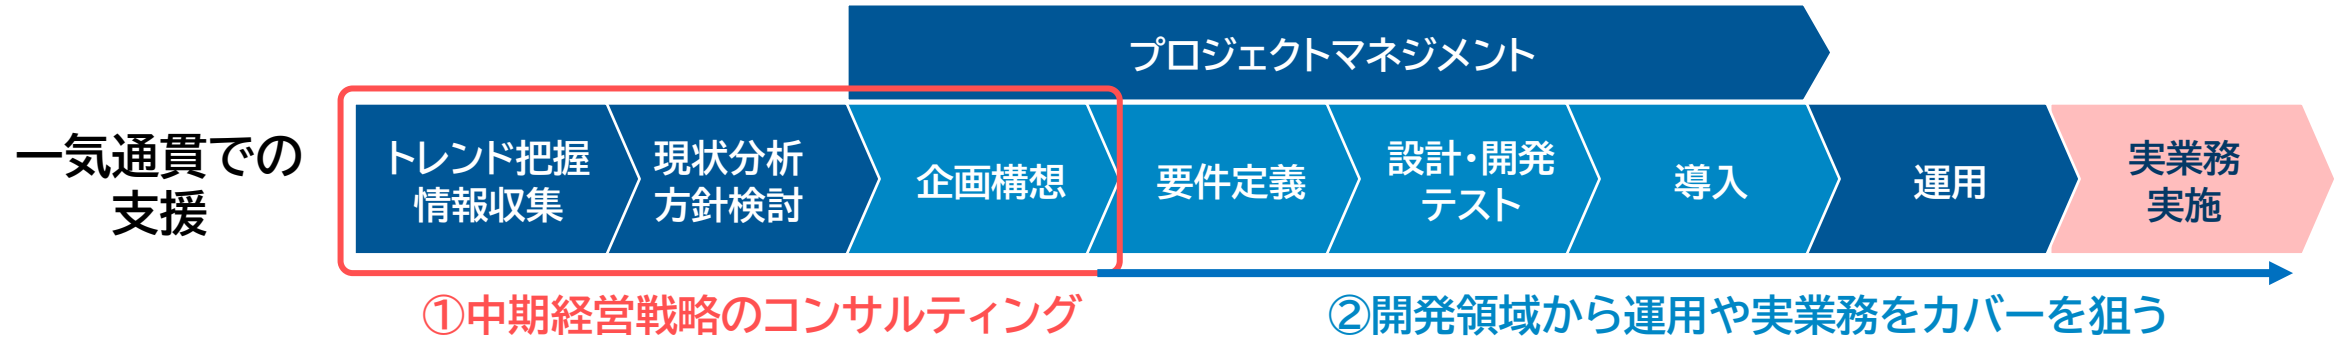 プロジェクトマネジメント
一気通貫での
支援
トレンド把握
情報収集
現状分析
方針検討
企画構想
要件定義
設計・開発
テスト
導入
運用
実業務
実施
①中期経営戦略のコンサルティング
②開発領域から運用や実業務をカバーを狙う